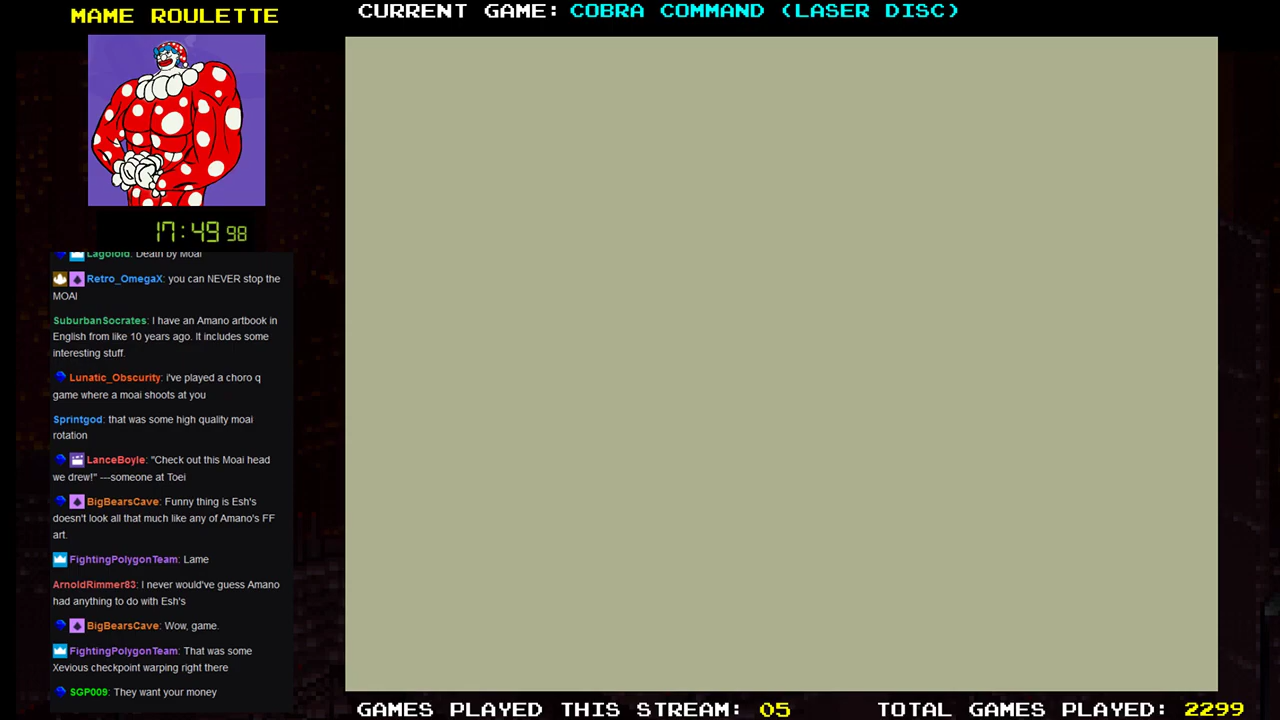 MAME ROULETTE
CURRENT GAME: COBRA COMMAND (LASER DISC)
17:49 98
Lagoloid: Death by Moai
Retro_OmegaX: you can NEVER stop the
MOAI
SuburbanSocrates: I have an Amano artbook in
English from like 10 years ago. It includes some
interesting stuff.
Lunatic_Obscurity: i've played a choro q
game where a moai shoots at you
Sprintgod: that was some high quality moai
rotation
LanceBoyle: "Check out this Moai head
we drew!" ---someone at Toei
BigBearsCave: Funny thing is Esh's
doesn't look all that much like any of Amano's FF
art.
FightingPolygonTeam: Lame
ArnoldRimmer83: I never would've guess Amano
had anything to do with Esh's
BigBearsCave: Wow, game.
FightingPolygonTeam: That was some
Xevious checkpoint warping right there
SGP009: They want your money
GAMES PLAYED THIS STREAM: 05
TOTAL GAMES PLAYED: 2299